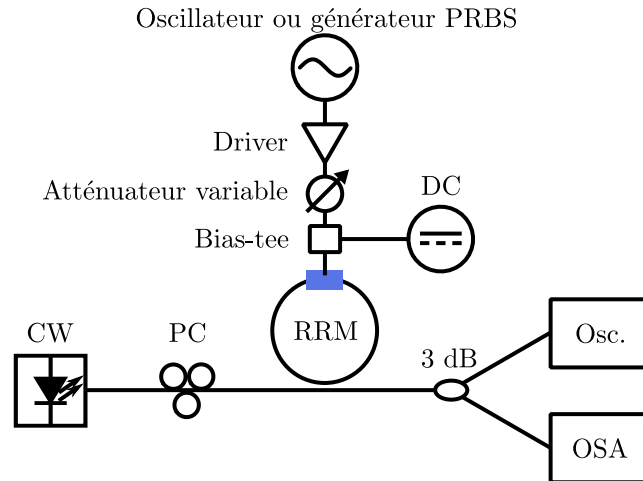 Oscillateur ou générateur PRBS
Driver
Atténuateur variable
DC
Bias-tee
RRM
CW
PC
3 dB
Osc.
OSA